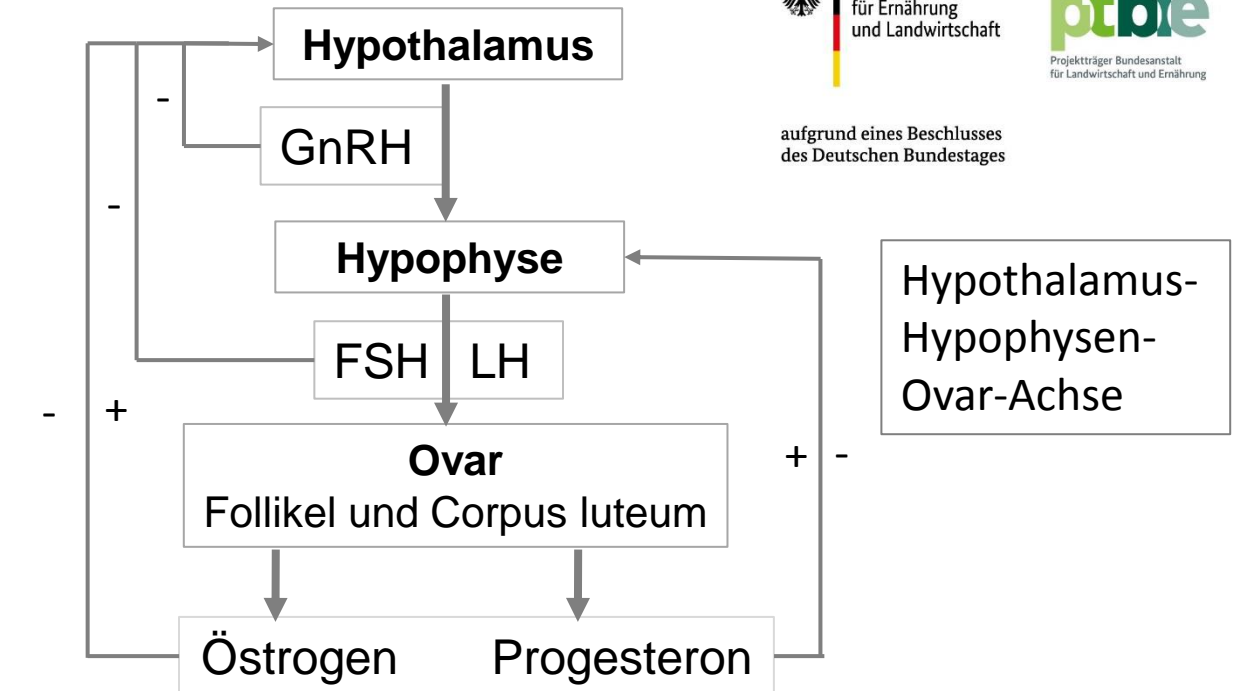 für Ernährung
und Landwirtschaft
ptble
Projektträger Bundesanstalt
für Landwirtschaft und Ernährung
aufgrund eines Beschlusses
des Deutschen Bundestages
Hypothalamus
-
GnRH
-
Hypophyse
Hypothalamus-
Hypophysen-
Ovar-Achse
FSH LH
- +
Ovar
+ -
Follikel und Corpus luteum
Östrogen Progesteron